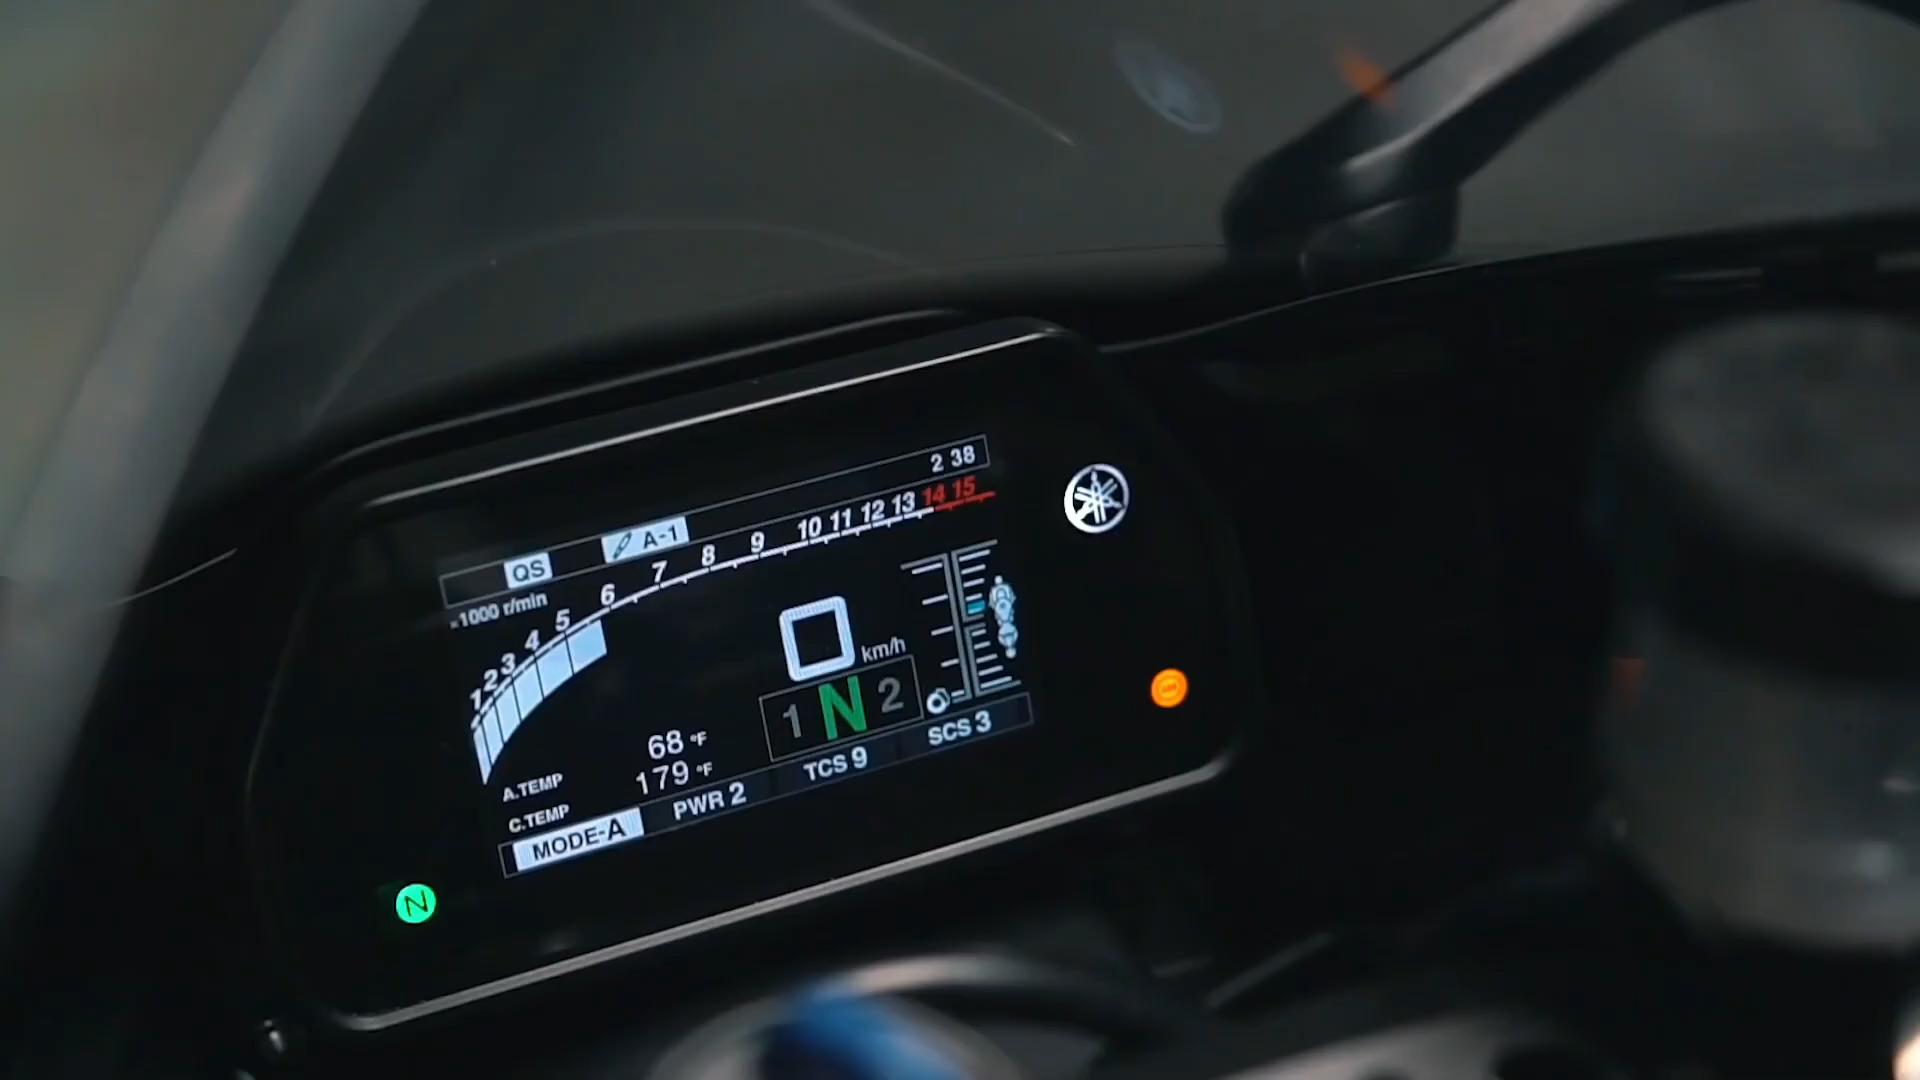 2 38
QS A-1
×1000 r/min
1 2 3 4 5 6 7 8 9 10 11 12 13 14 15
0 km/h
1 N 2
A.TEMP 68 °F
C.TEMP 179 °F
MODE-A PWR 2 TCS 9 SCS 3
N